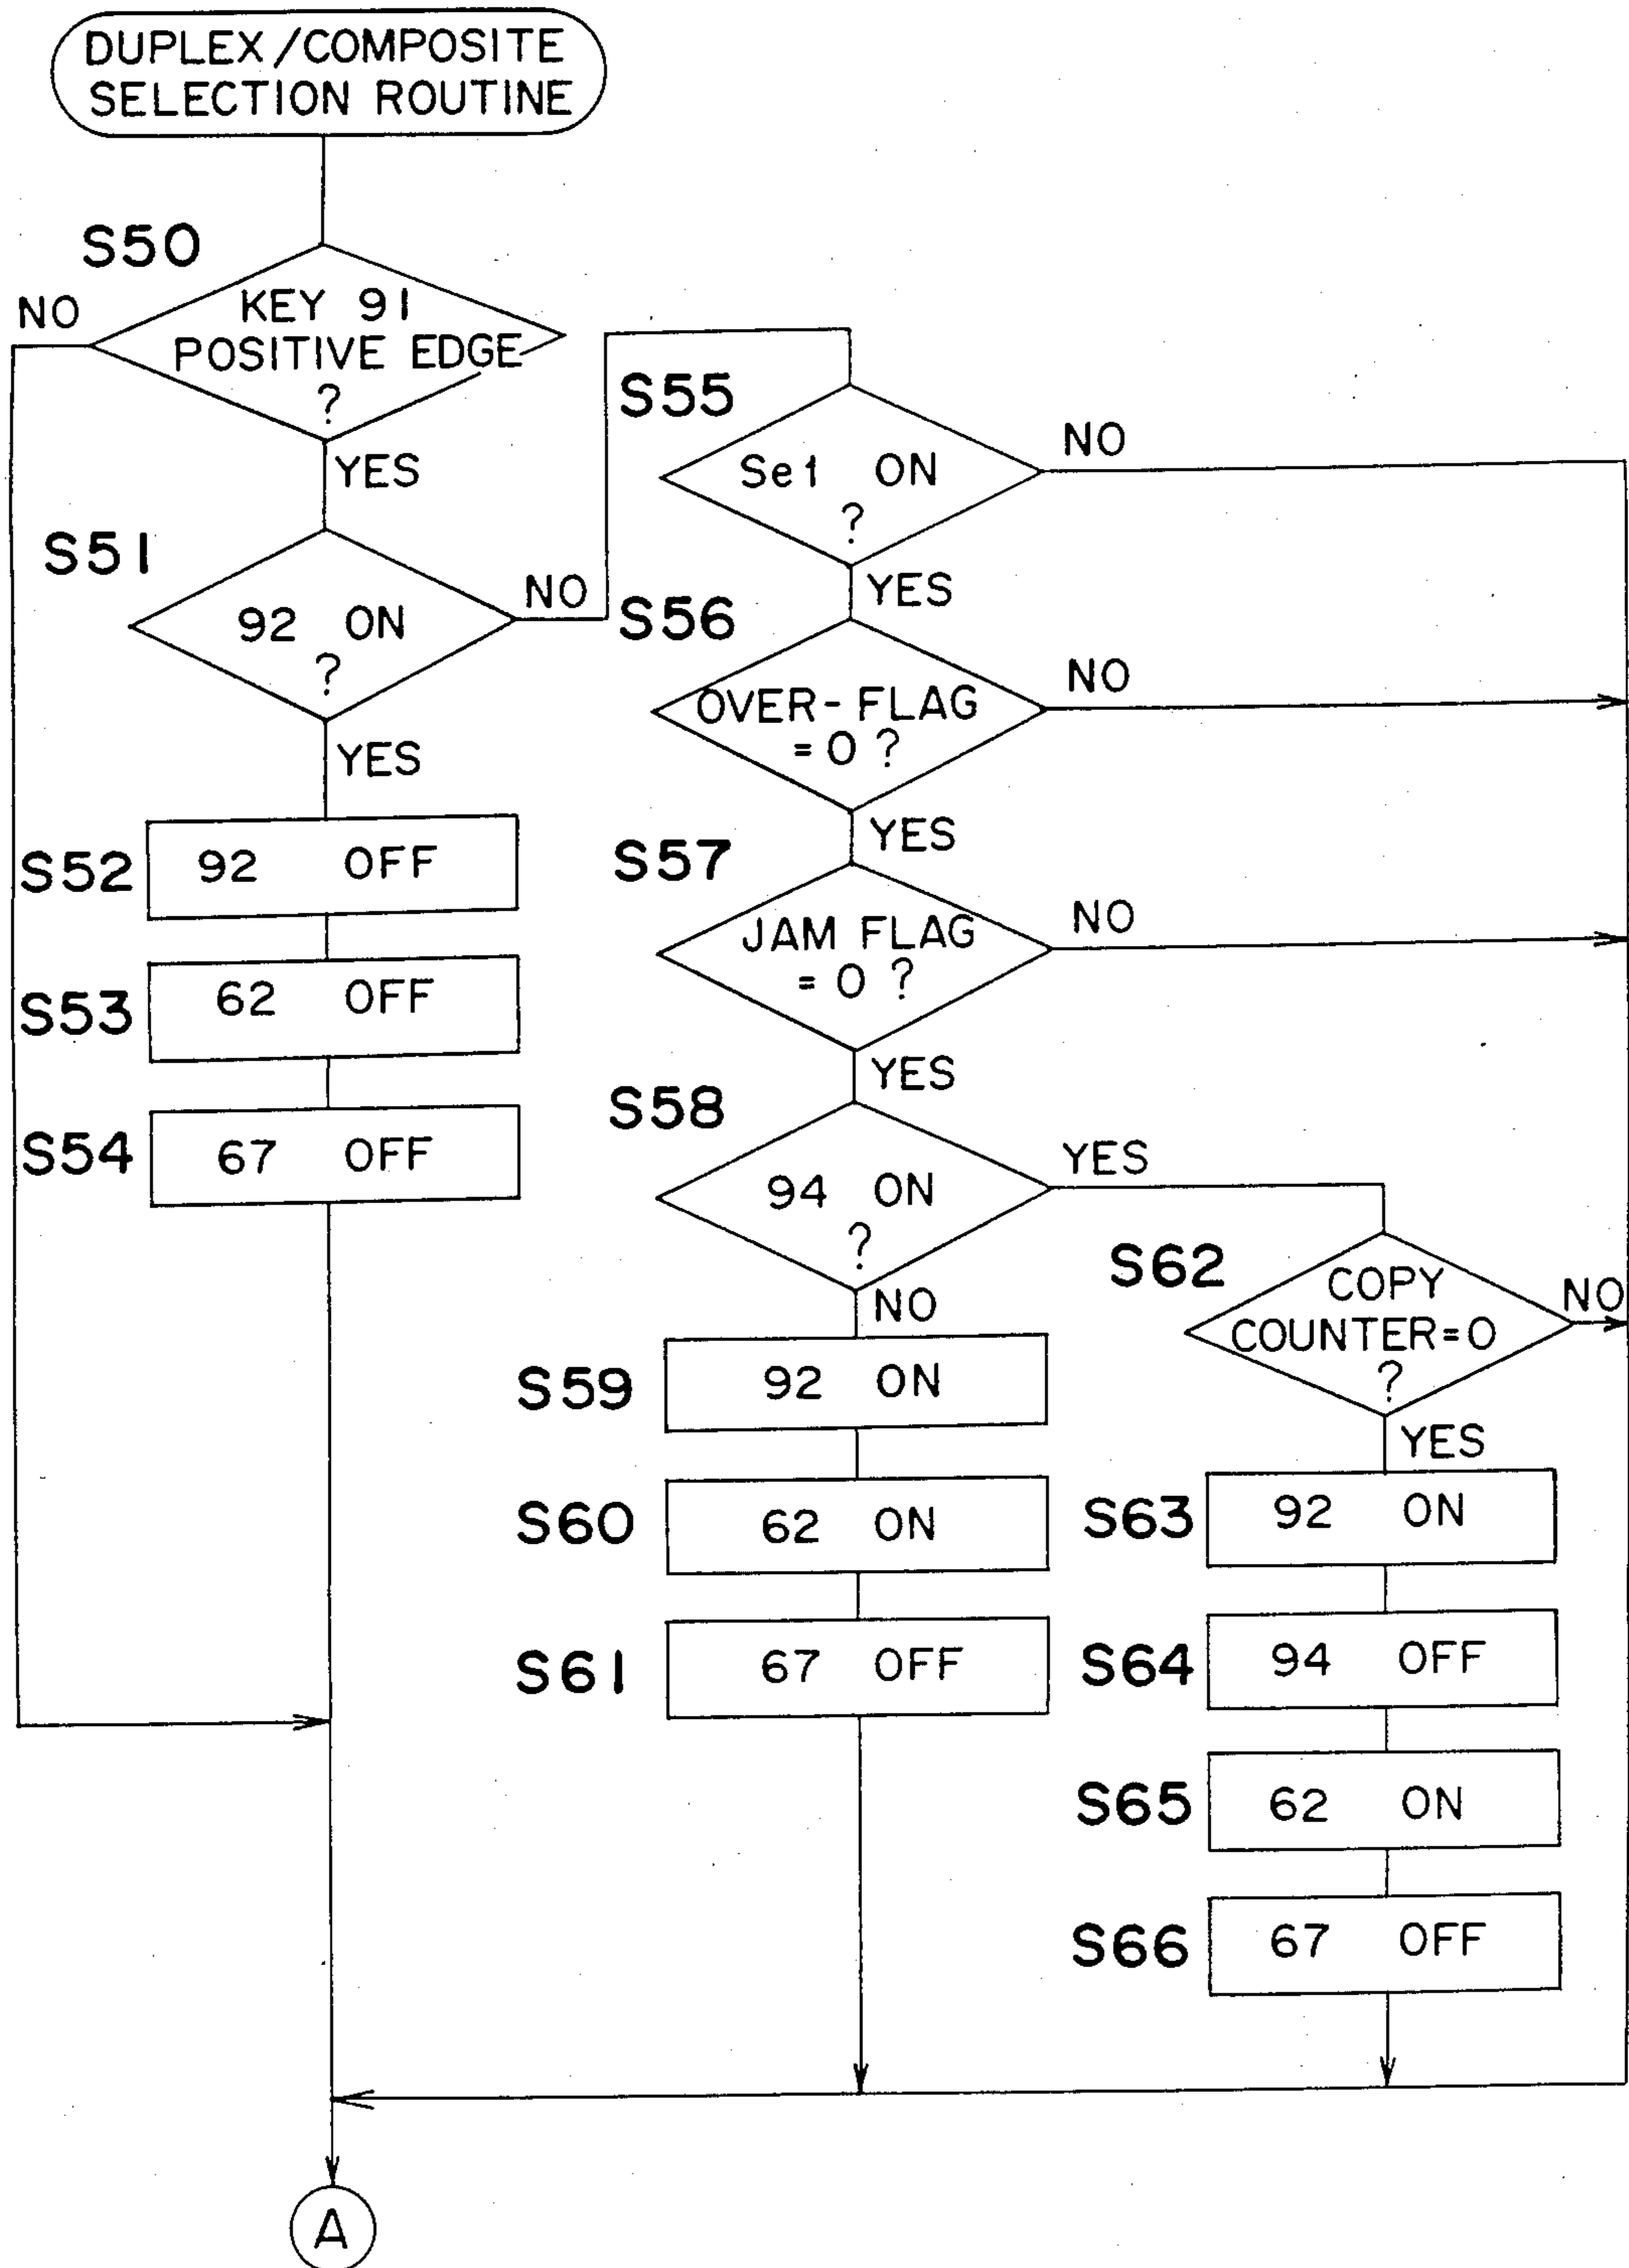 DUPLEX/COMPOSITE
SELECTION ROUTINE
S50
NO
KEY 91
POSITIVE EDGE
?
YES
S51
92 ON
?
NO
YES
S52
92 OFF
S53
62 OFF
S54
67 OFF
S55
Se1 ON
?
NO
YES
S56
OVER-FLAG
=0 ?
NO
YES
S57
JAM FLAG
=0 ?
NO
YES
S58
94 ON
?
YES
NO
S59
92 ON
S60
62 ON
S61
67 OFF
S62
COPY
COUNTER=0
?
NO
YES
S63
92 ON
S64
94 OFF
S65
62 ON
S66
67 OFF
A